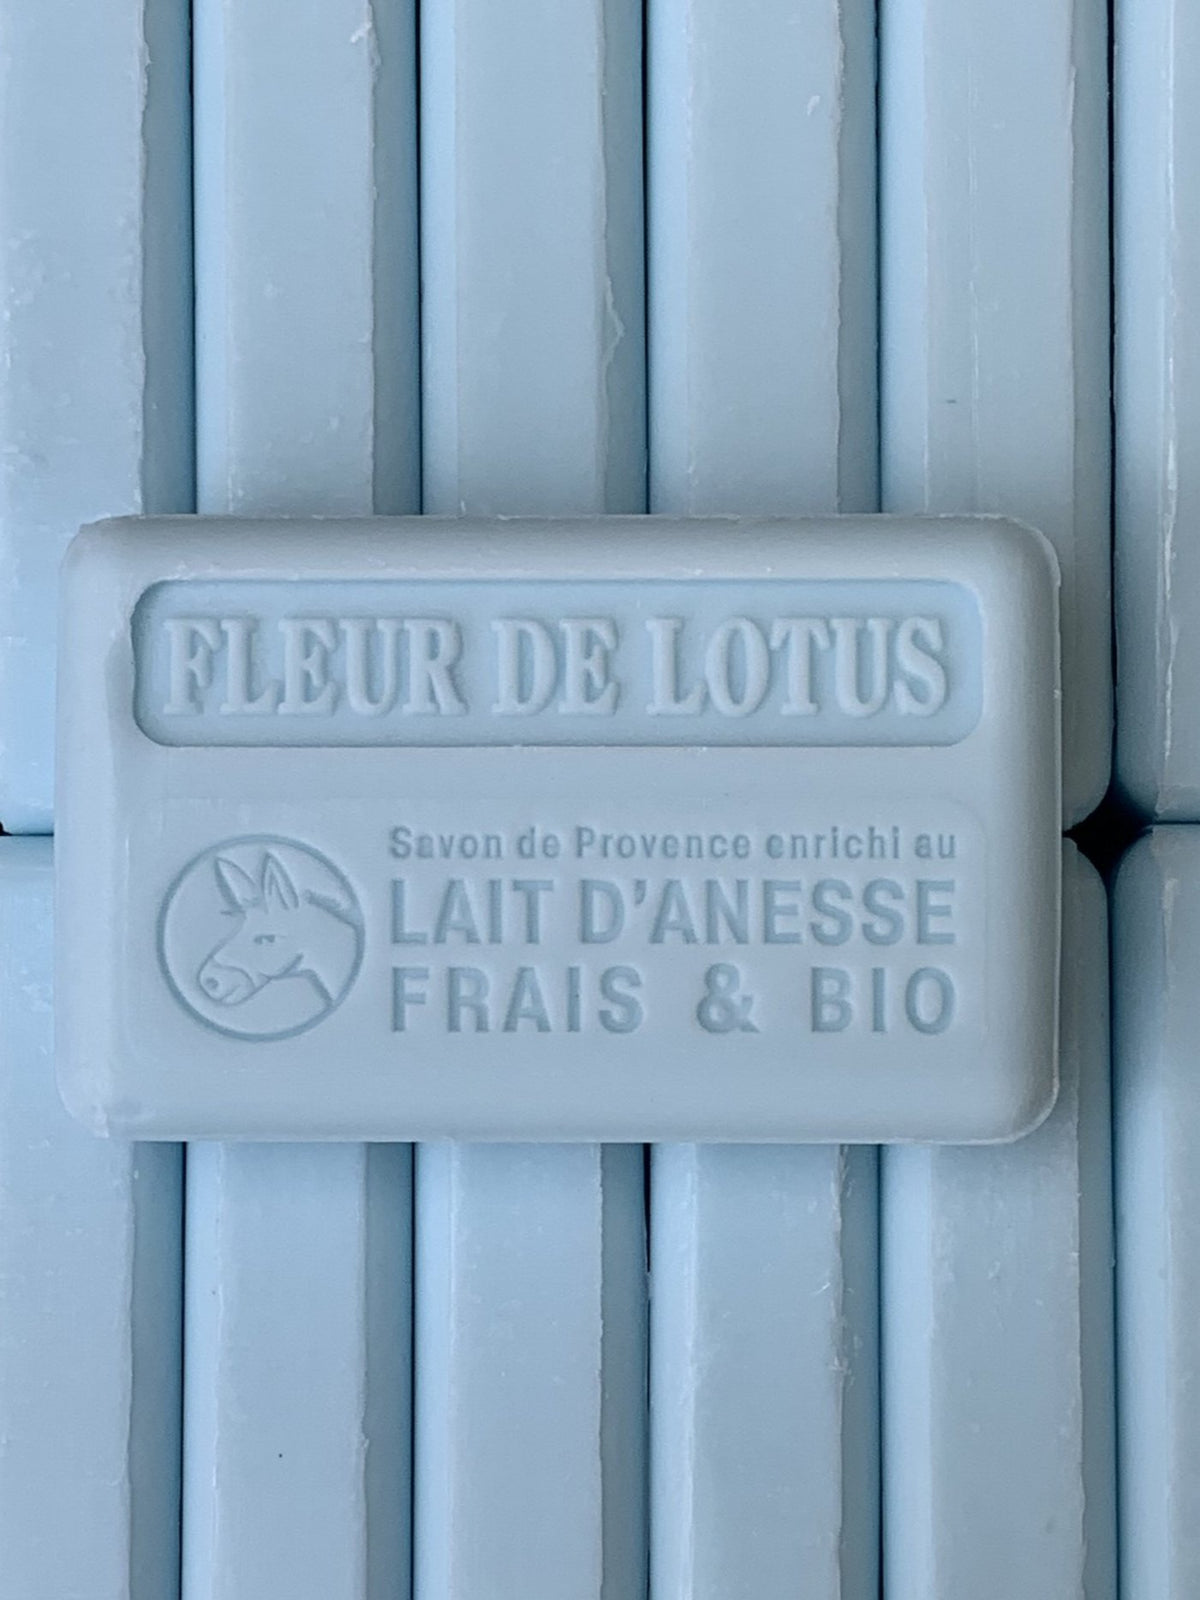 FLEUR DE LOTUS
Savon de Provence enrichi au
LAIT D'ANESSE
FRAIS & BIO